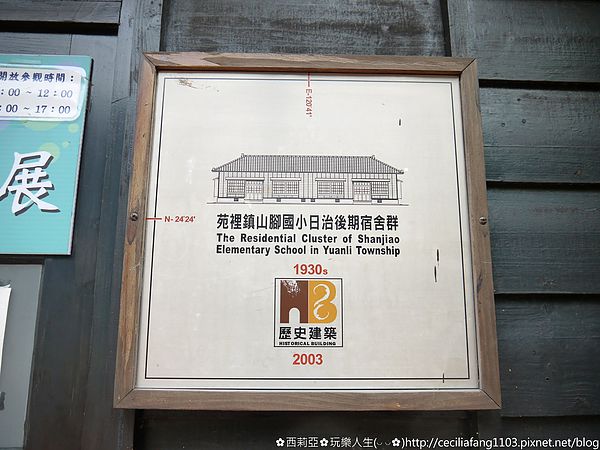 開放參觀時間：
:00 ~ 12:00
:00 ~ 17:00
展
E-120°41"
N- 24°24'
苑裡鎮山腳國小日治後期宿舍群
The Residential Cluster of Shanjiao
Elementary School in Yuanli Township
1930s
歷史建築
HISTORICAL BUILDING
2003
✿西莉亞✿玩樂人生(◡‿◡✿)http://ceciliafang1103.pixnet.net/blog